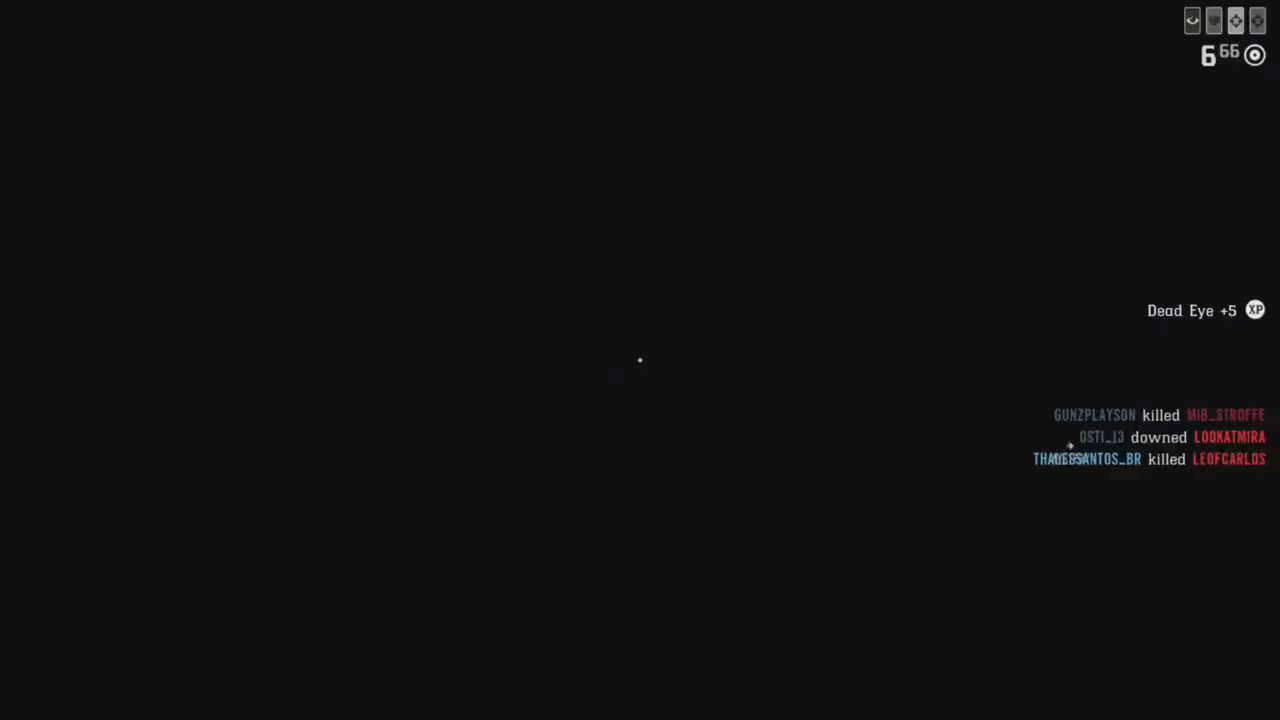 6 66
Dead Eye +5 XP
GUNZPLAYSON killed MIB_STROFFE
OSTI_13 downed LOOKATMIRA
killed LEOFCARLOS